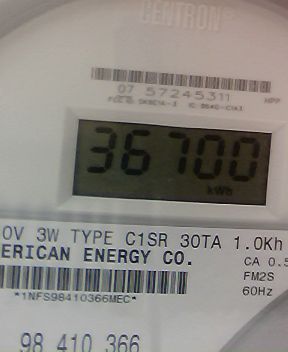 CENTRON®
07 57245311
36700
kWh
0V 3W TYPE C1SR 30TA 1.0Kh
ERICAN ENERGY CO.
CA 0.5
FM2S
*1NFS98410366MEC*
60Hz
98 410 366